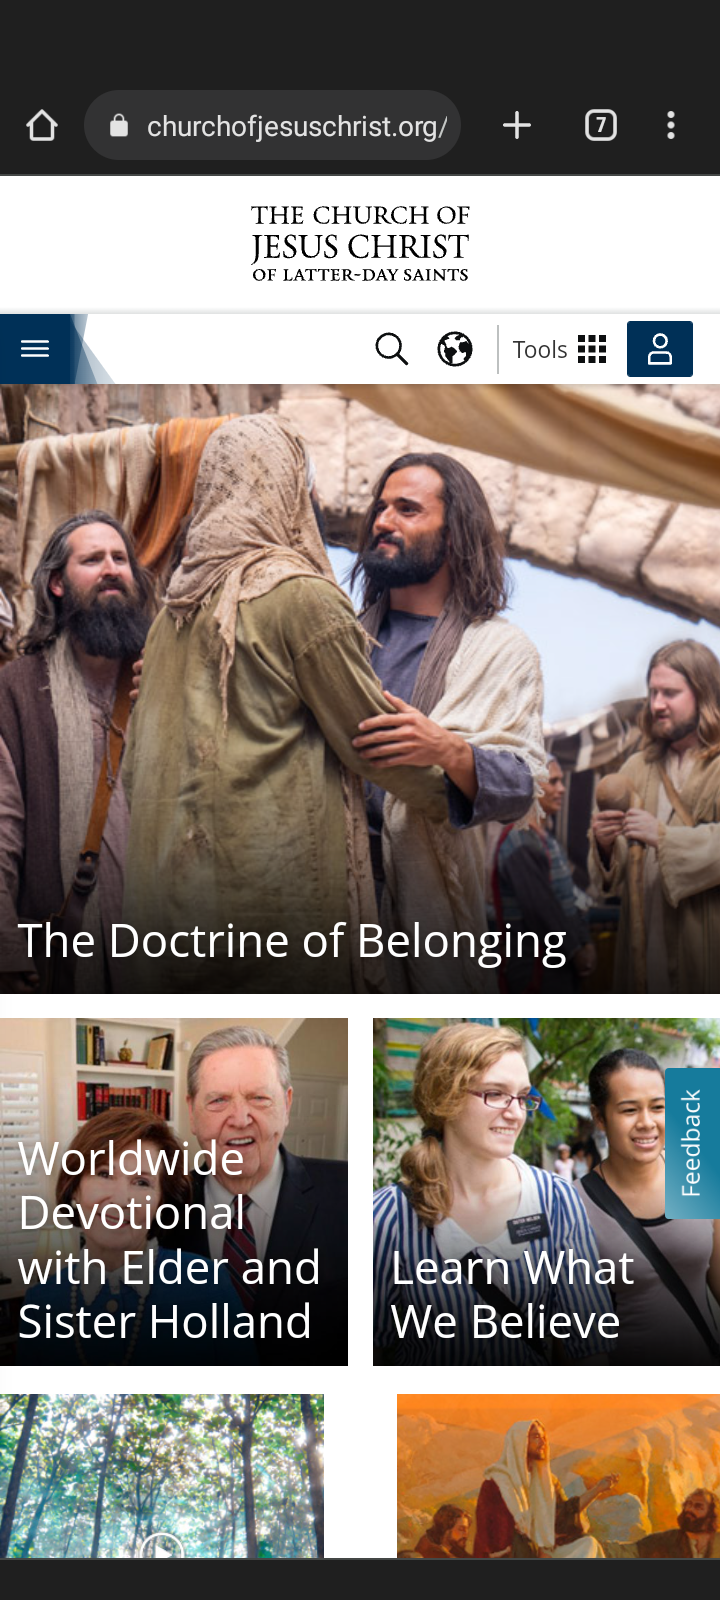 churchofjesuschrist.org/
7
THE CHURCH OF
JESUS CHRIST
OF LATTER-DAY SAINTS
Tools
The Doctrine of Belonging
Worldwide
Devotional
with Elder and
Sister Holland
Learn What
We Believe
Feedback